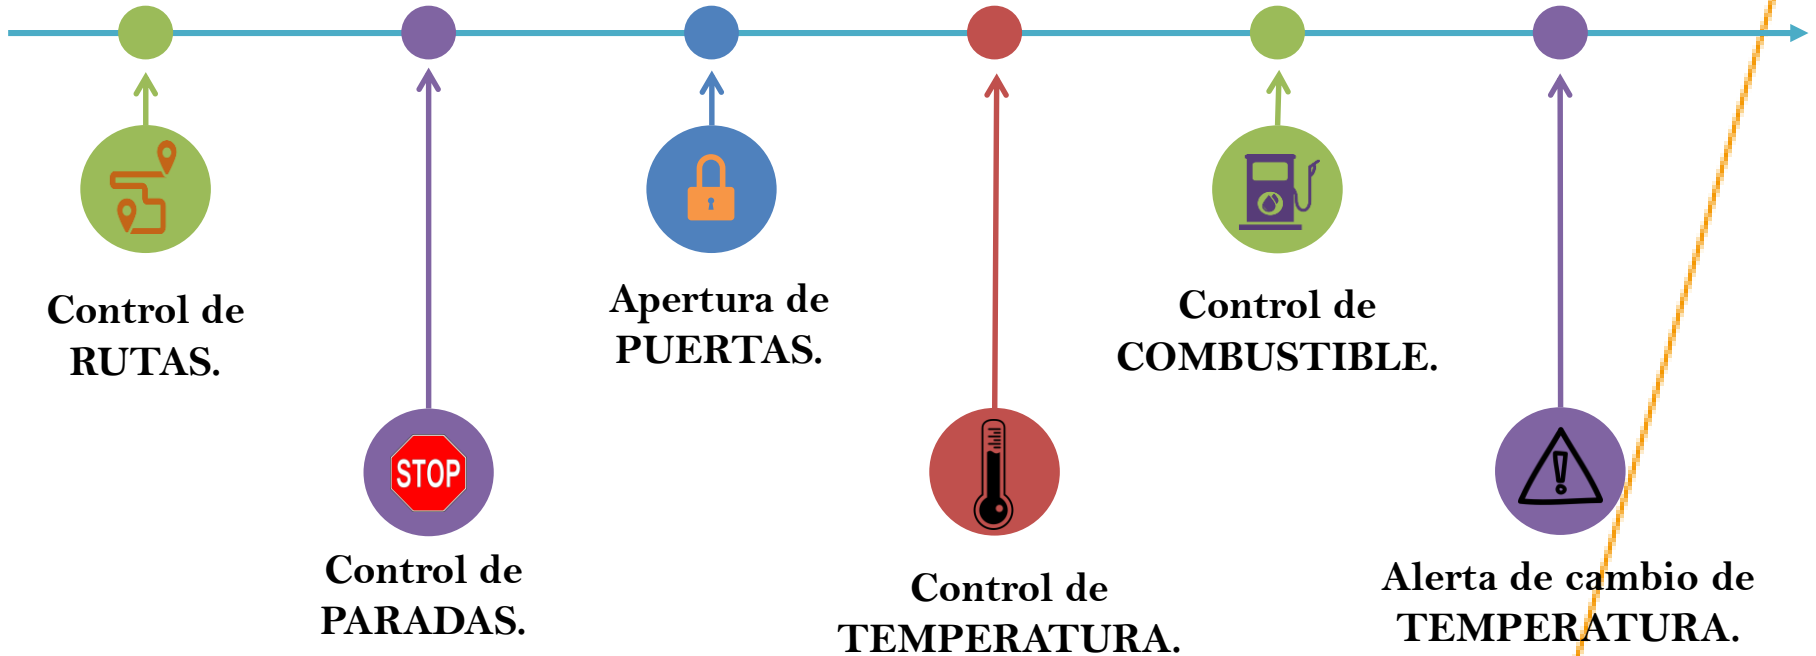 Control de
RUTAS.
STOP
Control de
PARADAS.
Apertura de
PUERTAS.
Control de
TEMPERATURA.
Control de
COMBUSTIBLE.
Alerta de cambio de
TEMPERATURA.